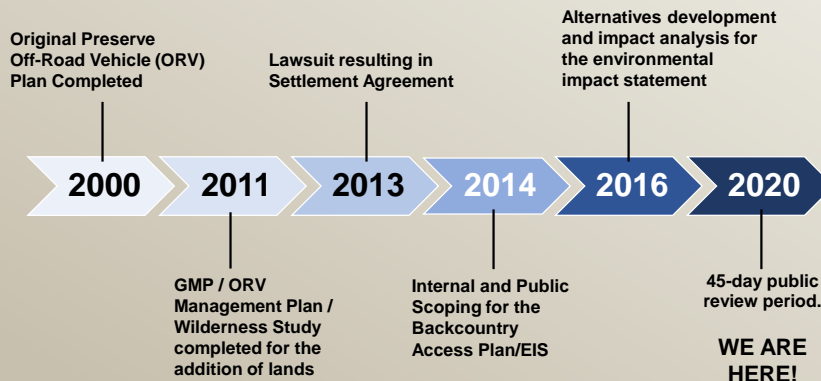 Original Preserve
Off-Road Vehicle (ORV)
Plan Completed
Lawsuit resulting in
Settlement Agreement
Alternatives development
and impact analysis for
the environmental
impact statement
2000
2011
2013
2014
2016
2020
GMP / ORV
Management Plan /
Wilderness Study
completed for the
addition of lands
Internal and Public
Scoping for the
Backcountry
Access Plan/EIS
45-day public
review period.
WE ARE
HERE!